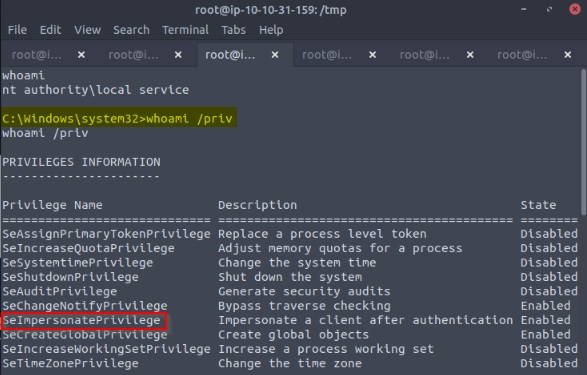 root@ip-10-10-31-159: /tmp
File Edit View Search Terminal Tabs Help
root@i... root@i... root@i... root@i... root@i... root@i...
whoami
nt authority\local service
C:\Windows\system32>whoami /priv
whoami /priv
PRIVILEGES INFORMATION
----------------------
Privilege Name Description State
============================= ========================================= ========
SeAssignPrimaryTokenPrivilege Replace a process level token Disabled
SeIncreaseQuotaPrivilege Adjust memory quotas for a process Disabled
SeSystemtimePrivilege Change the system time Disabled
SeShutdownPrivilege Shut down the system Disabled
SeAuditPrivilege Generate security audits Disabled
SeChangeNotifyPrivilege Bypass traverse checking Enabled
SeImpersonatePrivilege Impersonate a client after authentication Enabled
SeCreateGlobalPrivilege Create global objects Enabled
SeIncreaseWorkingSetPrivilege Increase a process working set Disabled
SeTimeZonePrivilege Change the time zone Disabled